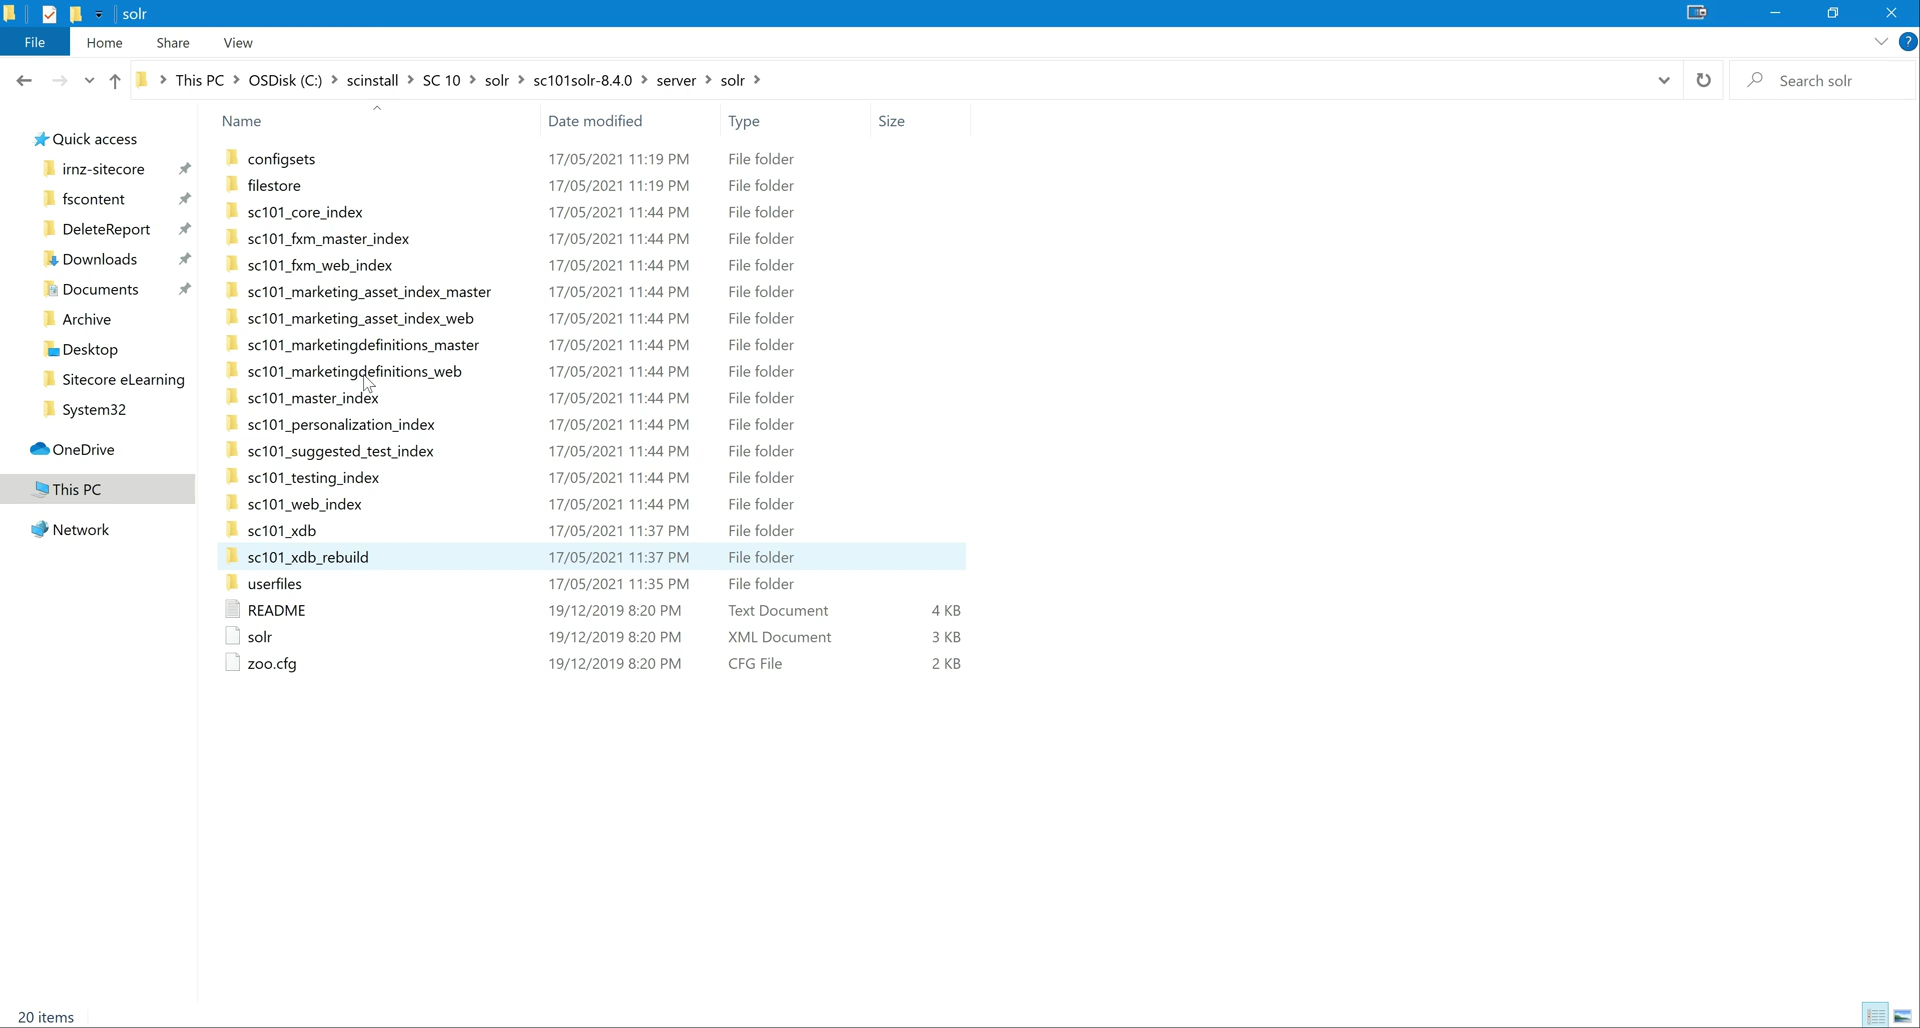 solr
File Home Share View ?
This PC OSDisk (C:) scinstall SC 10 solr sc101solr-8.4.0 server solr Search solr
Name Date modified Type Size
Quick access
irnz-sitecore
fscontent
DeleteReport
Downloads
Documents
Archive
Desktop
Sitecore eLearning
System32
OneDrive
This PC
Network
configsets 17/05/2021 11:19 PM File folder
filestore 17/05/2021 11:19 PM File folder
sc101_core_index 17/05/2021 11:44 PM File folder
sc101_fxm_master_index 17/05/2021 11:44 PM File folder
sc101_fxm_web_index 17/05/2021 11:44 PM File folder
sc101_marketing_asset_index_master 17/05/2021 11:44 PM File folder
sc101_marketing_asset_index_web 17/05/2021 11:44 PM File folder
sc101_marketingdefinitions_master 17/05/2021 11:44 PM File folder
sc101_marketingdefinitions_web 17/05/2021 11:44 PM File folder
sc101_master_index 17/05/2021 11:44 PM File folder
sc101_personalization_index 17/05/2021 11:44 PM File folder
sc101_suggested_test_index 17/05/2021 11:44 PM File folder
sc101_testing_index 17/05/2021 11:44 PM File folder
sc101_web_index 17/05/2021 11:44 PM File folder
sc101_xdb 17/05/2021 11:37 PM File folder
sc101_xdb_rebuild 17/05/2021 11:37 PM File folder
userfiles 17/05/2021 11:35 PM File folder
README 19/12/2019 8:20 PM Text Document 4 KB
solr 19/12/2019 8:20 PM XML Document 3 KB
zoo.cfg 19/12/2019 8:20 PM CFG File 2 KB
20 items